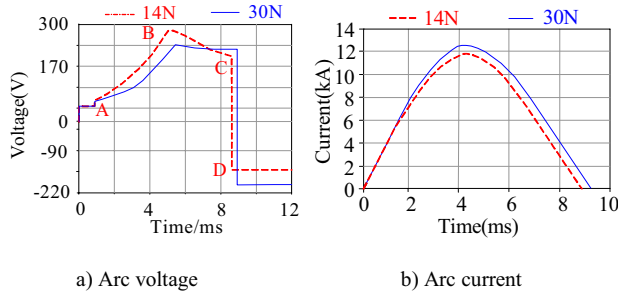 14N 30N
300
170
0
-90
-220
Voltage(V)
A
B
C
D
0 4 8 12
Time/ms
a) Arc voltage
14N 30N
14
12
10
8
6
4
2
0
Current(kA)
0 2 4 6 8 10
Time(ms)
b) Arc current